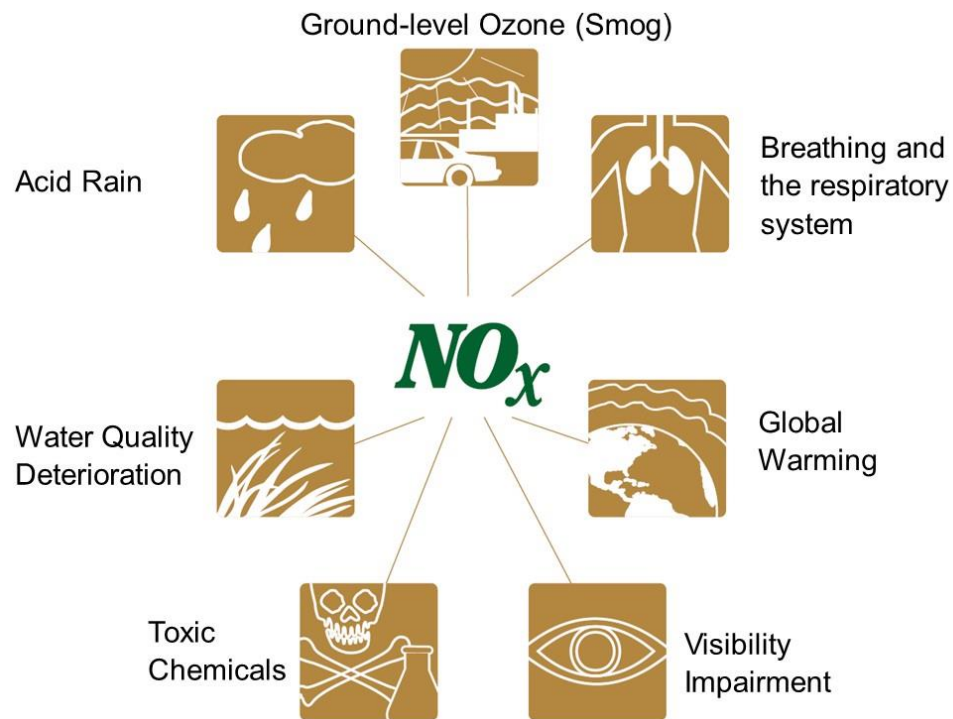 Ground-level Ozone (Smog)
Acid Rain
Breathing and
the respiratory
system
NOx
Water Quality
Deterioration
Global
Warming
Toxic
Chemicals
Visibility
Impairment